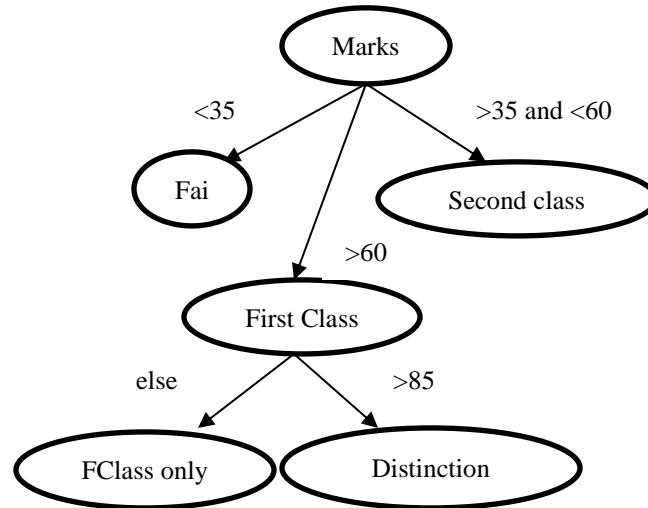 Marks
<35
>35 and <60
Fai
Second class
>60
First Class
else
>85
FClass only
Distinction